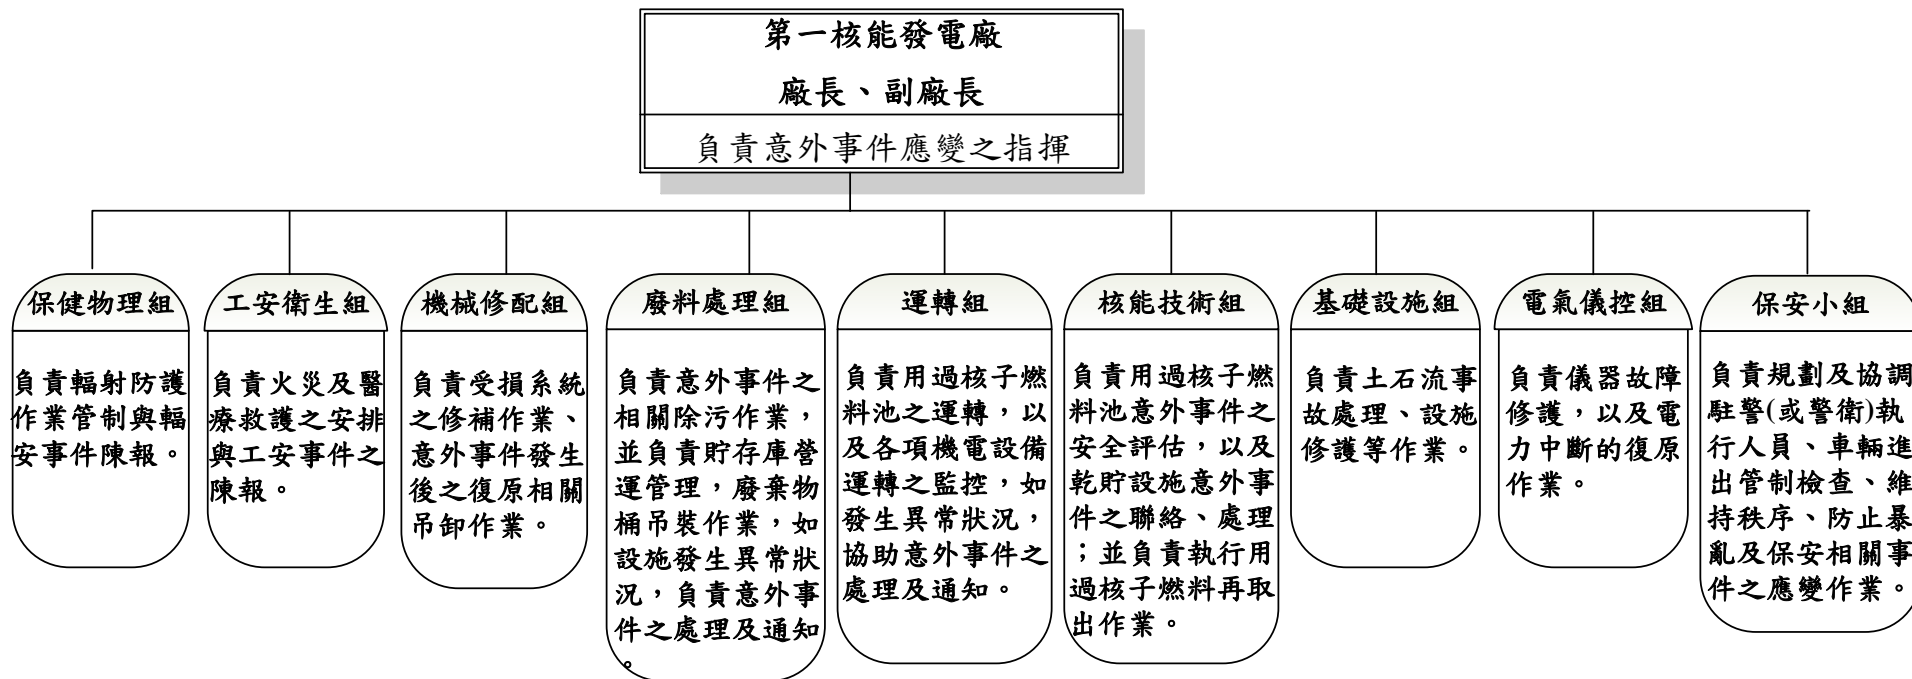 第一核能發電廠
廠長、副廠長
負責意外事件應變之指揮
保健物理組
負責輻射防護
作業管制與輻
安事件陳報。
工安衛生組
負責火災及醫
療救護之安排
與工安事件之
陳報。
機械修配組
負責受損系統
之修補作業、
意外事件發生
後之復原相關
吊卸作業。
廢料處理組
負責意外事件之
相關除污作業，
並負責貯存庫營
運管理，廢棄物
桶吊裝作業，如
設施發生異常狀
況，負責意外事
件之處理及通知
。
運轉組
負責用過核子燃
料池之運轉，以
及各項機電設備
運轉之監控，如
發生異常狀況，
協助意外事件之
處理及通知。
核能技術組
負責用過核子燃
料池意外事件之
安全評估，以及
乾貯設施意外事
件之聯絡、處理
；並負責執行用
過核子燃料再取
出作業。
基礎設施組
負責土石流事
故處理、設施
修護等作業。
電氣儀控組
負責儀器故障
修護，以及電
力中斷的復原
作業。
保安小組
負責規劃及協調
駐警(或警衛)執
行人員、車輛進
出管制檢查、維
持秩序、防止暴
亂及保安相關事
件之應變作業。